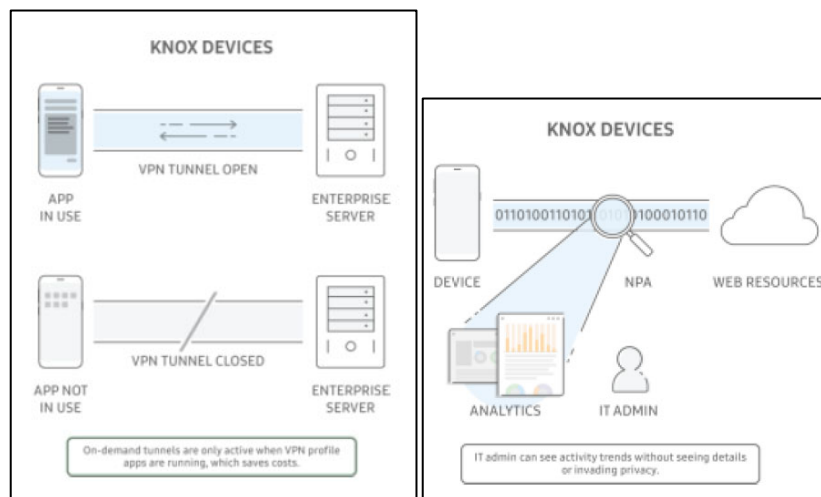 KNOX DEVICES
VPN TUNNEL OPEN
APP
IN USE
ENTERPRISE
SERVER
VPN TUNNEL CLOSED
APP NOT
IN USE
ENTERPRISE
SERVER
On-demand tunnels are only active when VPN profile
apps are running, which saves costs.
KNOX DEVICES
01101001101010101010100010110
DEVICE
NPA
WEB RESOURCES
ANALYTICS
IT ADMIN
IT admin can see activity trends without seeing details
or invading privacy.